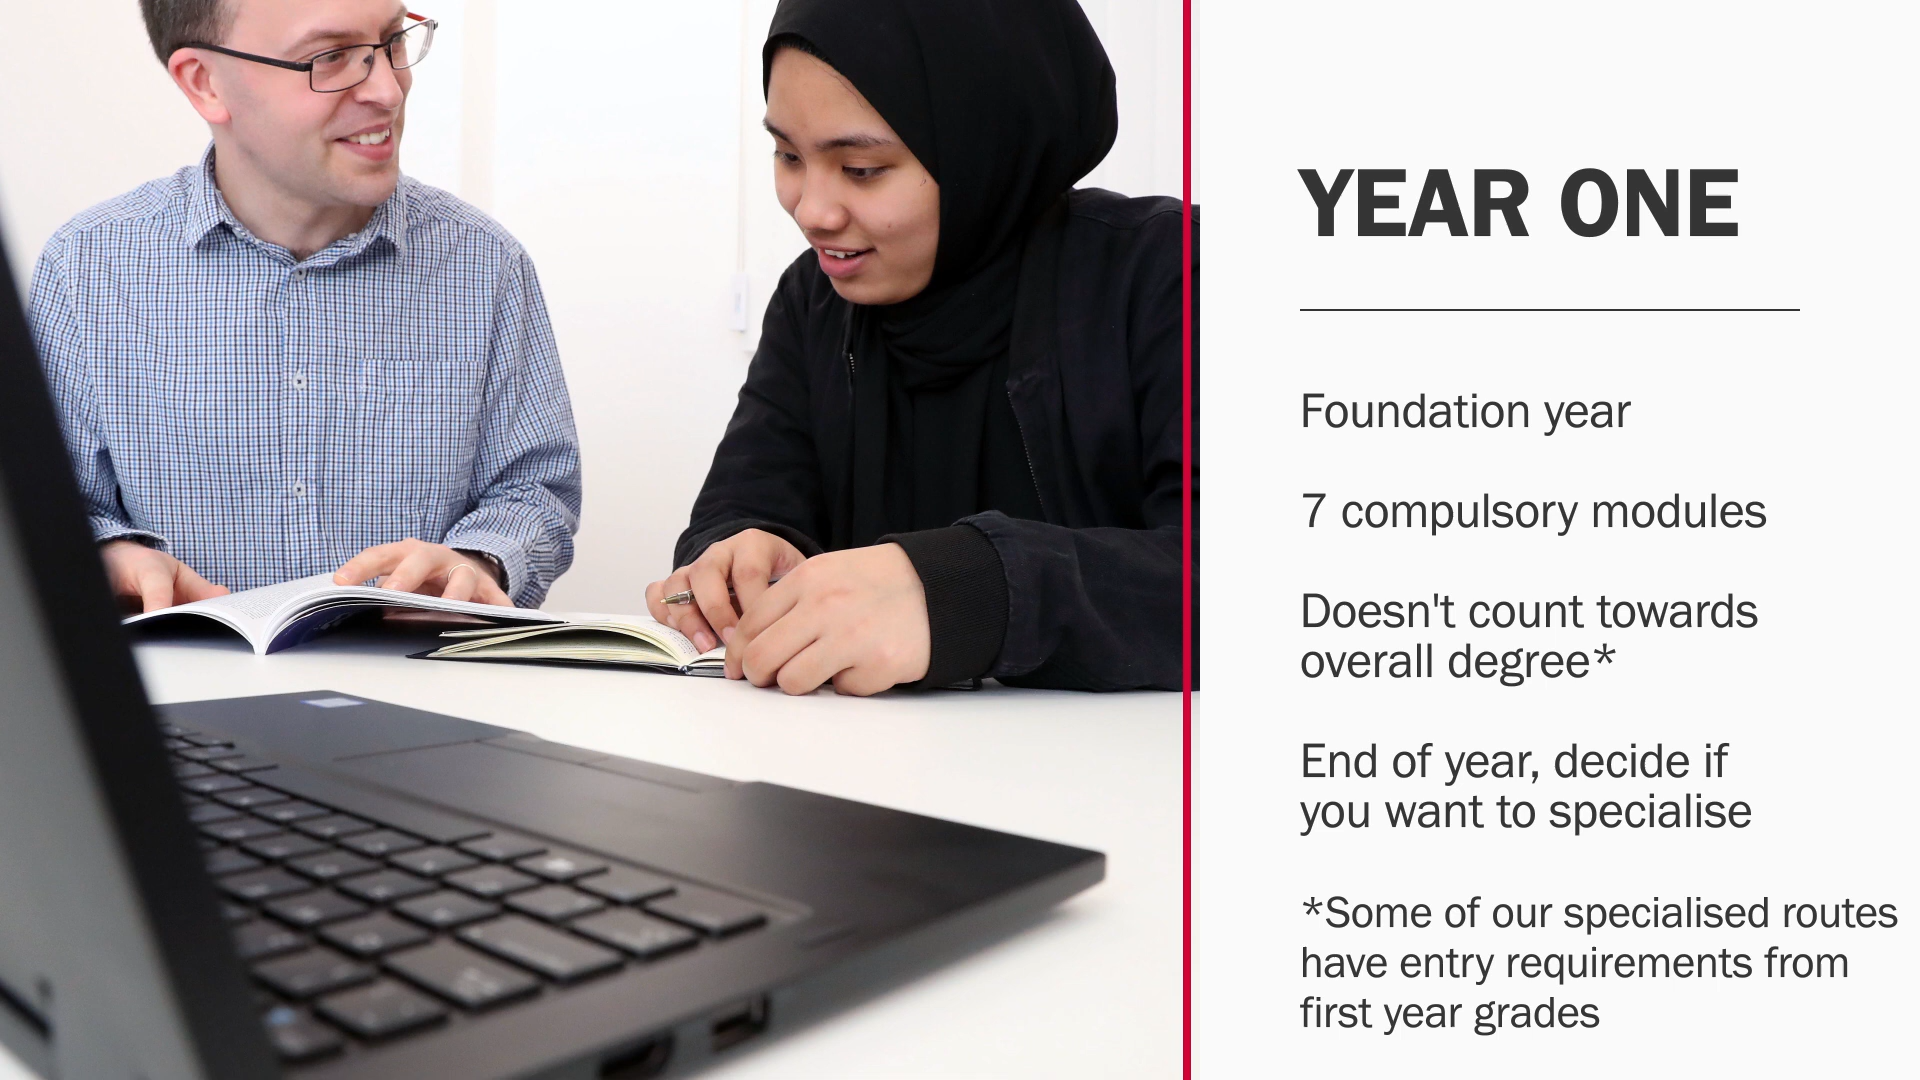 YEAR ONE
Foundation year
7 compulsory modules
Doesn't count towards
overall degree*
End of year, decide if
you want to specialise
*Some of our specialised routes
have entry requirements from
first year grades